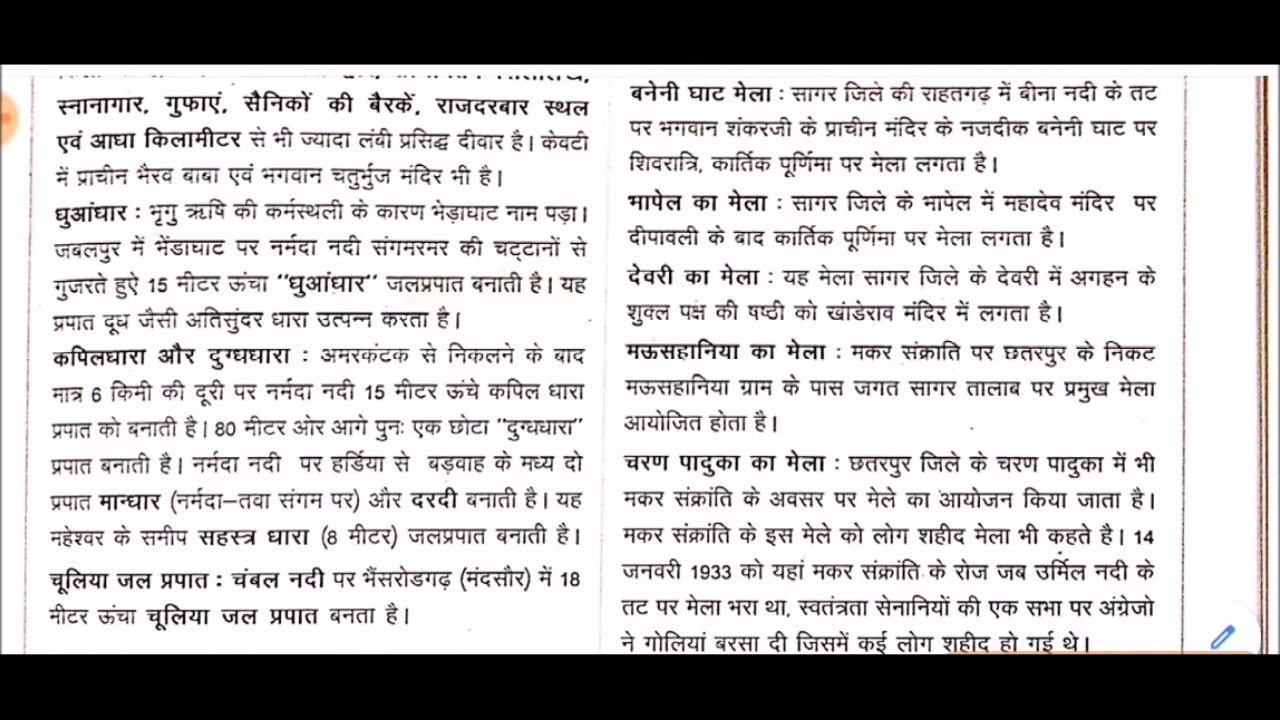 स्नानागार, गुफाएं, सैनिकों की बैरकें, राजदरबार स्थल
एवं आधा किलामीटर से भी ज्यादा लंबी प्रसिद्ध दीवार है। केवटी
में प्राचीन भैरव बाबा एवं भगवान चतुर्भुज मंदिर भी है।
धुआंधार : भृगु ऋषि की कर्मस्थली के कारण भेड़ाघाट नाम पड़ा।
जबलपुर में भेंडाघाट पर नर्मदा नदी संगमरमर की चट्टानों से
गुजरते हुऐ 15 मीटर ऊंचा "धुआंधार" जलप्रपात बनाती है। यह
प्रपात दूध जैसी अतिसुंदर धारा उत्पन्न करता है।
कपिलधारा और दुग्धधारा : अमरकंटक से निकलने के बाद
मात्र 6 किमी की दूरी पर नर्मदा नदी 15 मीटर ऊंचे कपिल धारा
प्रपात को बनाती है। 80 मीटर ओर आगे पुनः एक छोटा "दुग्धधारा"
प्रपात बनाती है। नर्मदा नदी पर हर्डिया से बड़वाह के मध्य दो
प्रपात मान्धार (नर्मदा–तवा संगम पर) और दरदी बनाती है। यह
महेश्वर के समीप सहस्त्र धारा (8 मीटर) जलप्रपात बनाती है।
चूलिया जल प्रपात : चंबल नदी पर भैंसरोडगढ़ (मंदसौर) में 18
मीटर ऊंचा चूलिया जल प्रपात बनता है।
बनेनी घाट मेला : सागर जिले की राहतगढ़ में बीना नदी के तट
पर भगवान शंकरजी के प्राचीन मंदिर के नजदीक बनेनी घाट पर
शिवरात्रि, कार्तिक पूर्णिमा पर मेला लगता है।
भापेल का मेला : सागर जिले के भापेल में महादेव मंदिर पर
दीपावली के बाद कार्तिक पूर्णिमा पर मेला लगता है।
देवरी का मेला : यह मेला सागर जिले के देवरी में अगहन के
शुक्ल पक्ष की षष्ठी को खांडेराव मंदिर में लगता है।
मऊसहानिया का मेला : मकर संक्राति पर छतरपुर के निकट
मऊसहानिया ग्राम के पास जगत सागर तालाब पर प्रमुख मेला
आयोजित होता है।
चरण पादुका का मेला : छतरपुर जिले के चरण पादुका में भी
मकर संक्रांति के अवसर पर मेले का आयोजन किया जाता है।
मकर संक्रांति के इस मेले को लोग शहीद मेला भी कहते है। 14
जनवरी 1933 को यहां मकर संक्रांति के रोज जब उर्मिल नदी के
तट पर मेला भरा था, स्वतंत्रता सेनानियों की एक सभा पर अंग्रेजो
ने गोलियां बरसा दी जिसमें कई लोग शहीद हो गई थे।